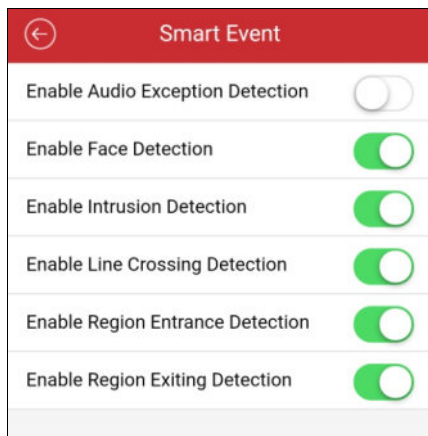 Smart Event
Enable Audio Exception Detection
Enable Face Detection
Enable Intrusion Detection
Enable Line Crossing Detection
Enable Region Entrance Detection
Enable Region Exiting Detection